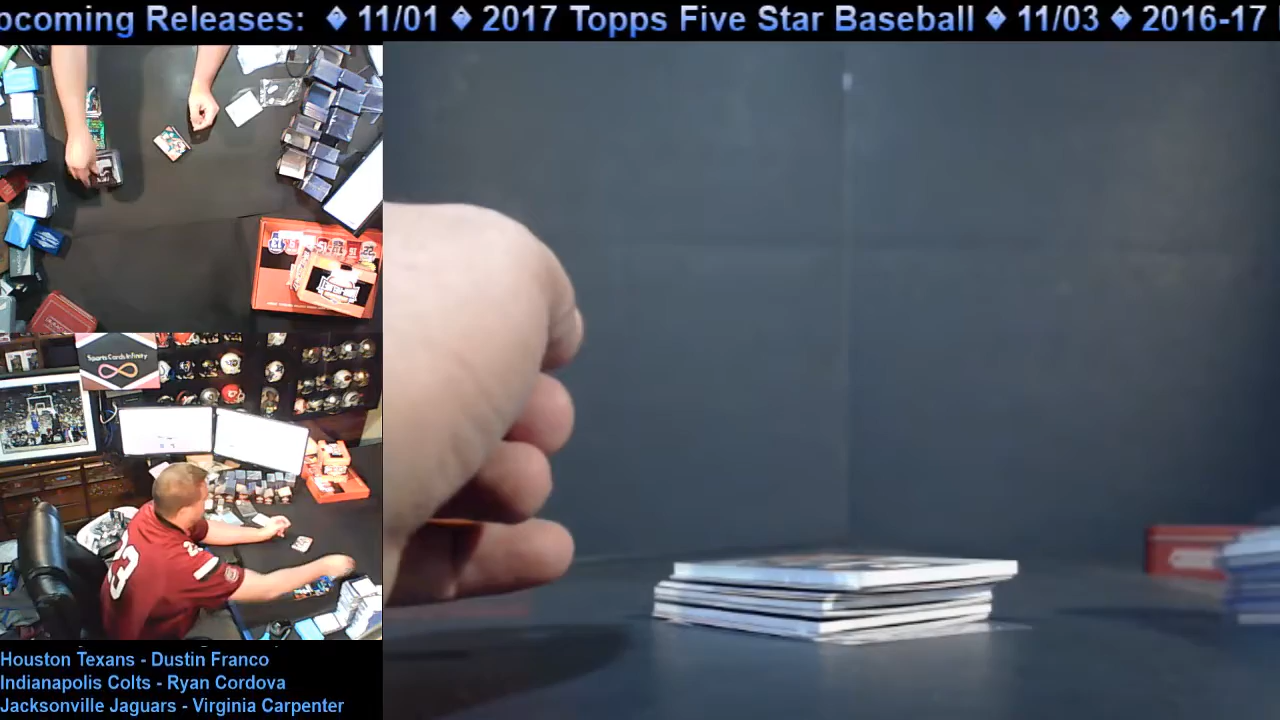 pcoming Releases: ◆ 11/01 ◆ 2017 Topps Five Star Baseball ◆ 11/03 ◆ 2016-17
Sports Cards Infinity
23
Houston Texans - Dustin Franco
Indianapolis Colts - Ryan Cordova
Jacksonville Jaguars - Virginia Carpenter